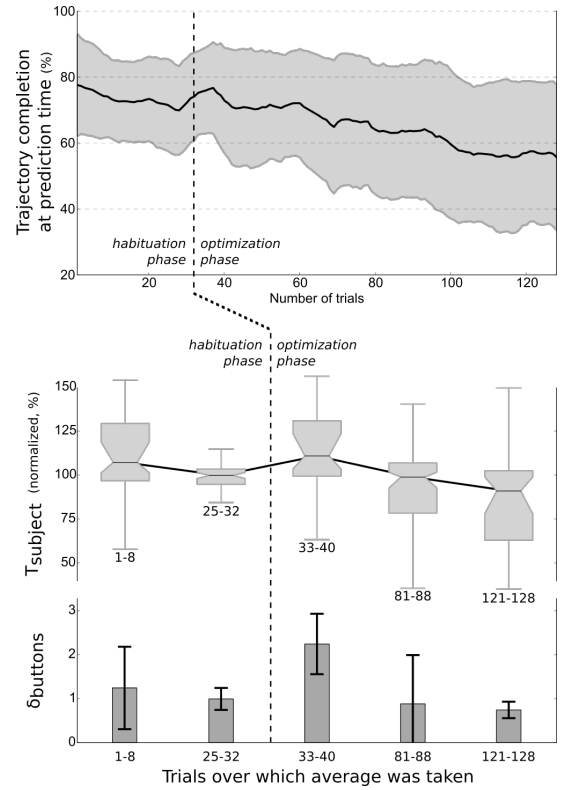 Trajectory completion
at prediction time (%)
100
80
60
40
20
habituation
phase
optimization
phase
20
40
60
80
100
120
Number of trials
habituation
phase
optimization
phase
Tsubject (normalized, %)
150
125
100
75
50
1-8
25-32
33-40
81-88
121-128
δbuttons
3
2
1
0
1-8
25-32
33-40
81-88
121-128
Trials over which average was taken